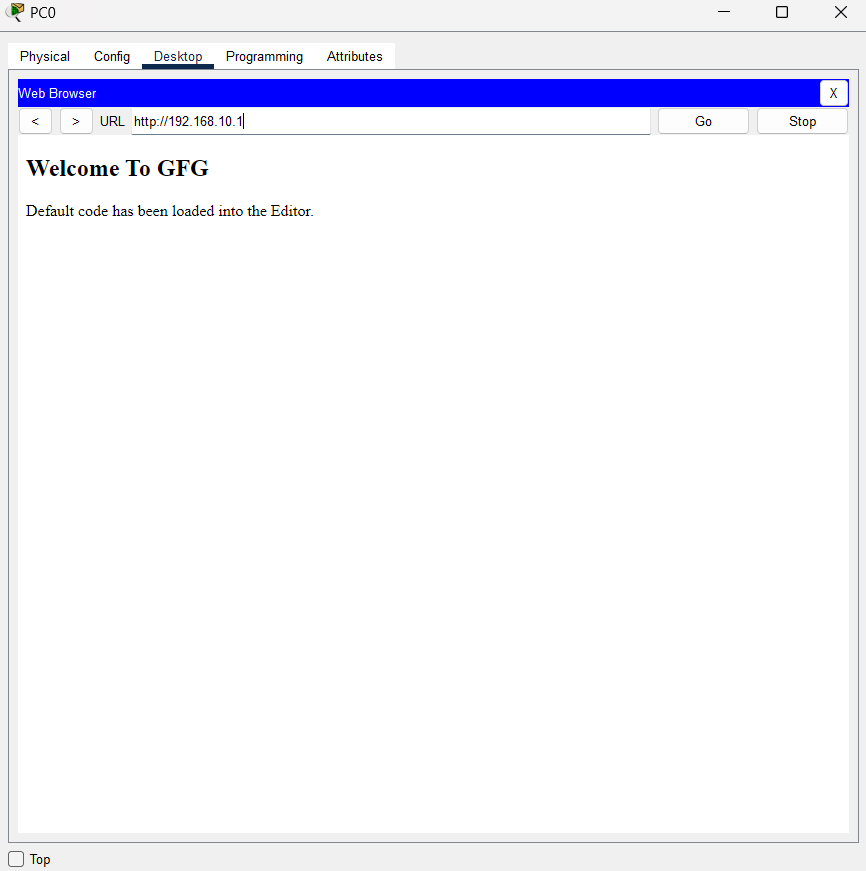 PC0
Physical Config Desktop Programming Attributes
Web Browser X
< > URL http://192.168.10.1 Go Stop
Welcome To GFG
Default code has been loaded into the Editor.
Top